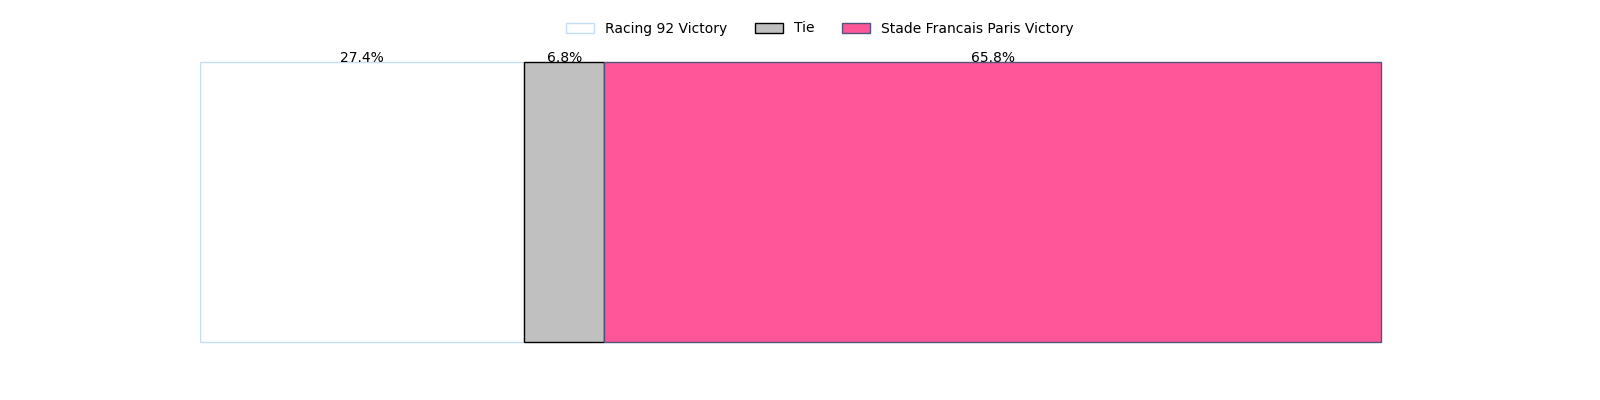 Racing 92 Victory Tie Stade Francais Paris Victory
27.4% 6.8% 65.8%